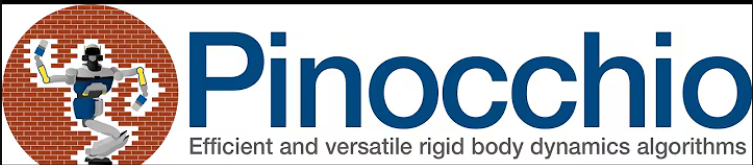 Pinocchio
Efficient and versatile rigid body dynamics algorithms